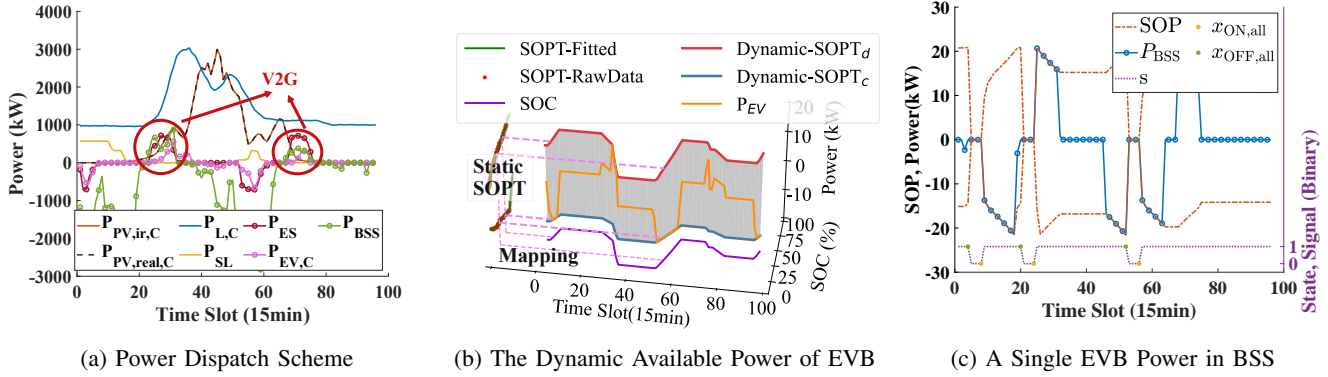 4000
3000
2000
1000
0
-1000
-2000
-3000
0
20
40
60
80
100
Power (kW)
Time Slot (15min)
V2G
P_PV,ir,C
P_L,C
P_ES
P_BSS
P_PV,real,C
P_SL
P_EV,C
(a) Power Dispatch Scheme
SOPT-Fitted
SOPT-RawData
SOC
Dynamic-SOPT_d
Dynamic-SOPT_c
P_EV
Static
SOPT
Mapping
20
10
0
-10
Power (kW)
100
75
50
25
0
SOC (%)
0
20
40
60
80
100
Time Slot(15min)
(b) The Dynamic Available Power of EVB
30
20
10
0
-10
-20
-30
SOP, Power(kW)
0
20
40
60
80
100
Time Slot (15min)
SOP
P_BSS
s
x_ON,all
x_OFF,all
1
0
State, Signal (Binary)
(c) A Single EVB Power in BSS